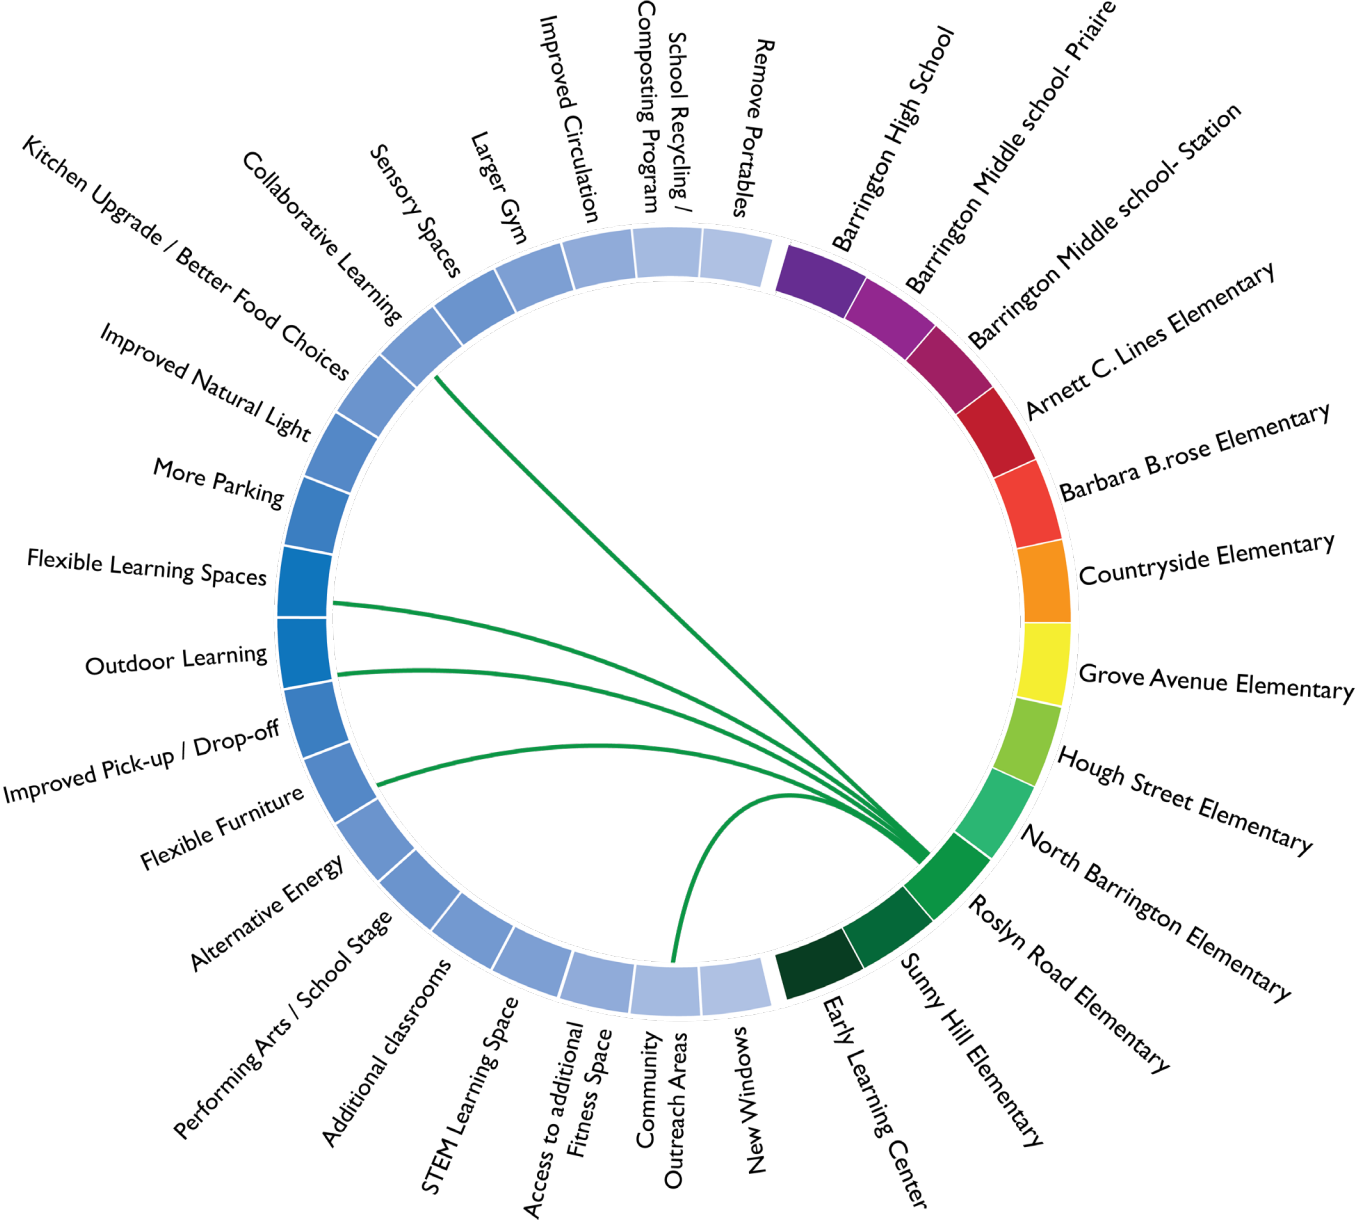 Composting Program
School Recycling /
Remove Portables
Barrington High School
Barrington Middle school- Priaire
Barrington Middle school- Station
Arnett C. Lines Elementary
Barbara B.rose Elementary
Countryside Elementary
Grove Avenue Elementary
Hough Street Elementary
North Barrington Elementary
Roslyn Road Elementary
Sunny Hill Elementary
Early Learning Center
New Windows
Community
Outreach Areas
Access to additional
Fitness Space
STEM Learning Space
Additional classrooms
Performing Arts / School Stage
Alternative Energy
Flexible Furniture
Improved Pick-up / Drop-off
Outdoor Learning
Flexible Learning Spaces
More Parking
Improved Natural Light
Kitchen Upgrade / Better Food Choices
Collaborative Learning
Sensory Spaces
Larger Gym
Improved Circulation